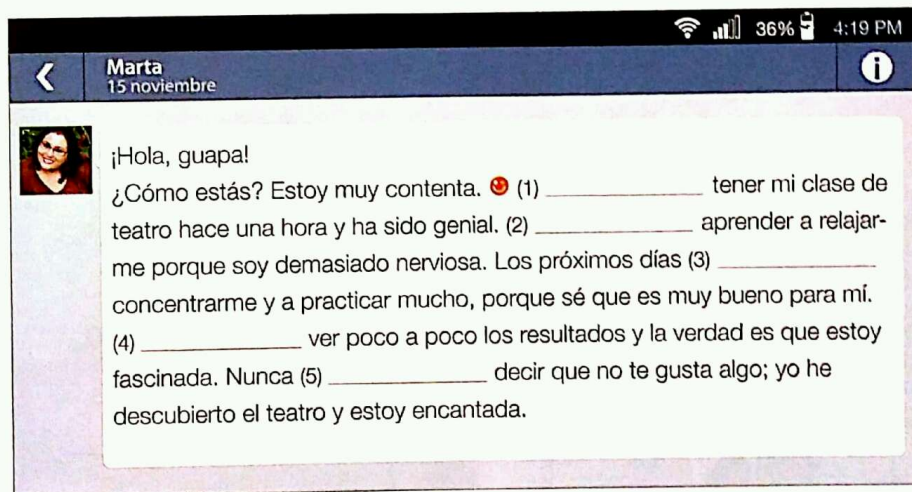 36% 4:19 PM
Marta
15 noviembre
¡Hola, guapa!
¿Cómo estás? Estoy muy contenta. (1) ____________ tener mi clase de
teatro hace una hora y ha sido genial. (2) ____________ aprender a relajar-
me porque soy demasiado nerviosa. Los próximos días (3) ____________
concentrarme y a practicar mucho, porque sé que es muy bueno para mí.
(4) ____________ ver poco a poco los resultados y la verdad es que estoy
fascinada. Nunca (5) ____________ decir que no te gusta algo; yo he
descubierto el teatro y estoy encantada.